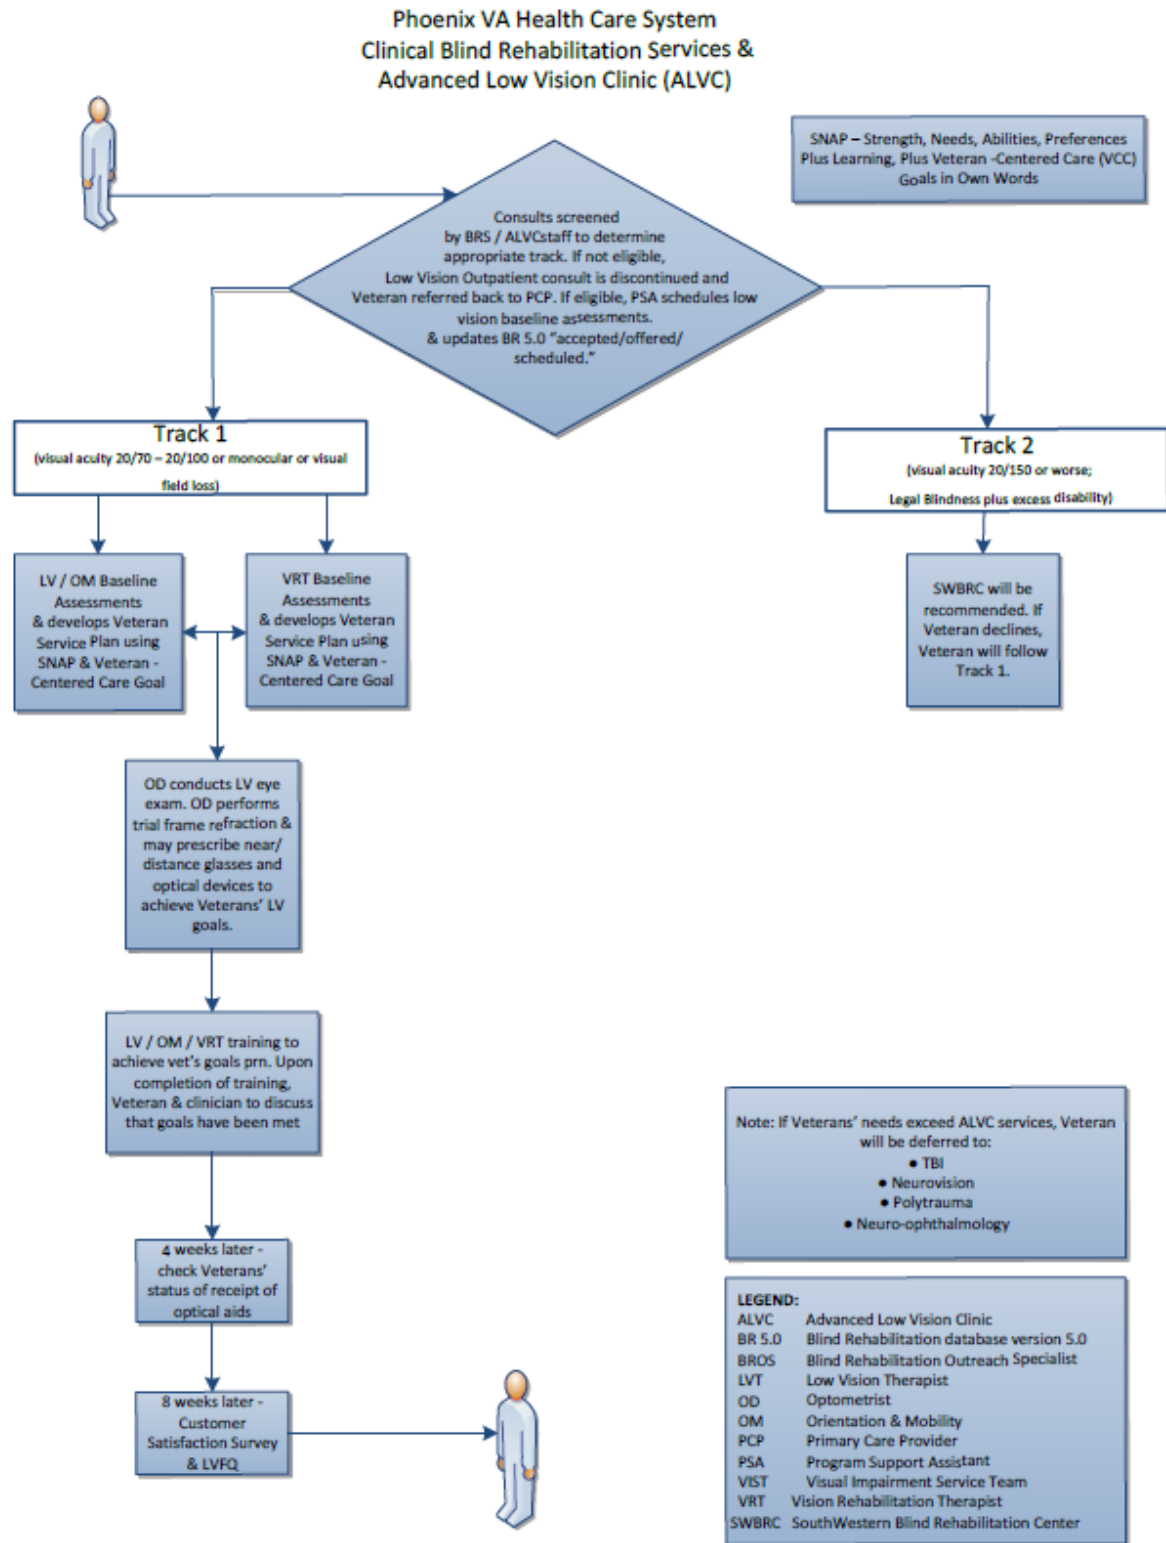 Phoenix VA Health Care System
Clinical Blind Rehabilitation Services &
Advanced Low Vision Clinic (ALVC)
SNAP – Strength, Needs, Abilities, Preferences
Plus Learning, Plus Veteran -Centered Care (VCC)
Goals in Own Words
Consults screened
by BRS / ALVCstaff to determine
appropriate track. If not eligible,
Low Vision Outpatient consult is discontinued and
Veteran referred back to PCP. If eligible, PSA schedules low
vision baseline assessments.
& updates BR 5.0 “accepted/offered/
scheduled.”
Track 1
(visual acuity 20/70 – 20/100 or monocular or visual
field loss)
Track 2
(visual acuity 20/150 or worse;
Legal Blindness plus excess disability)
LV / OM Baseline
Assessments
& develops Veteran
Service Plan using
SNAP & Veteran -
Centered Care Goal
VRT Baseline
Assessments
& develops Veteran
Service Plan using
SNAP & Veteran -
Centered Care Goal
SWBRC will be
recommended. If
Veteran declines,
Veteran will follow
Track 1.
OD conducts LV eye
exam. OD performs
trial frame refraction &
may prescribe near/
distance glasses and
optical devices to
achieve Veterans’ LV
goals.
LV / OM / VRT training to
achieve vet’s goals prn. Upon
completion of training,
Veteran & clinician to discuss
that goals have been met
4 weeks later -
check Veterans’
status of receipt of
optical aids
8 weeks later -
Customer
Satisfaction Survey
& LVFQ
Note: If Veterans’ needs exceed ALVC services, Veteran
will be deferred to:
● TBI
● Neurovision
● Polytrauma
● Neuro-ophthalmology
LEGEND:
ALVC Advanced Low Vision Clinic
BR 5.0 Blind Rehabilitation database version 5.0
BROS Blind Rehabilitation Outreach Specialist
LVT Low Vision Therapist
OD Optometrist
OM Orientation & Mobility
PCP Primary Care Provider
PSA Program Support Assistant
VIST Visual Impairment Service Team
VRT Vision Rehabilitation Therapist
SWBRC SouthWestern Blind Rehabilitation Center